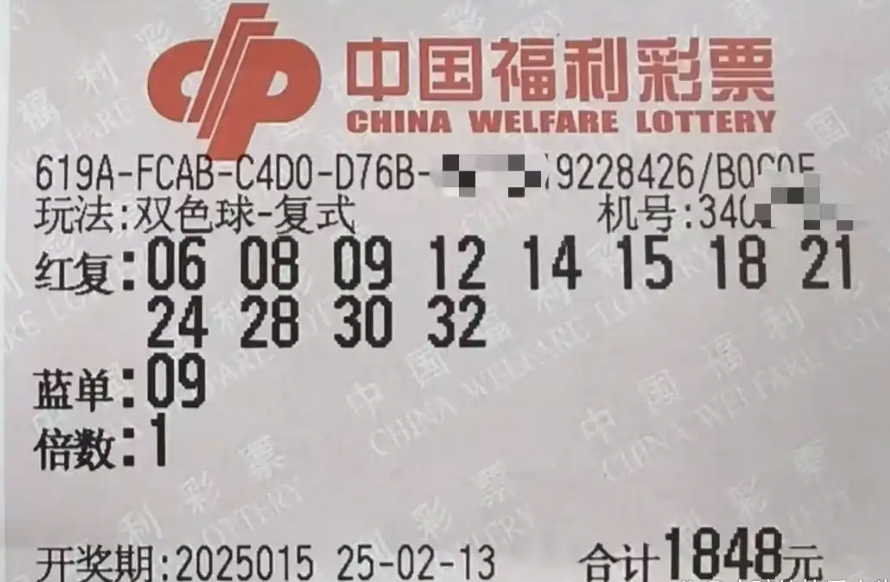 中国福利彩票
CHINA WELFARE LOTTERY
619A-FCAB-C4D0-D76B- 9228426/B0C0F
玩法:双色球-复式 机号:340
红复:06 08 09 12 14 15 18 21
24 28 30 32
蓝单:09
倍数:1
开奖期:2025015 25-02-13 合计1848元